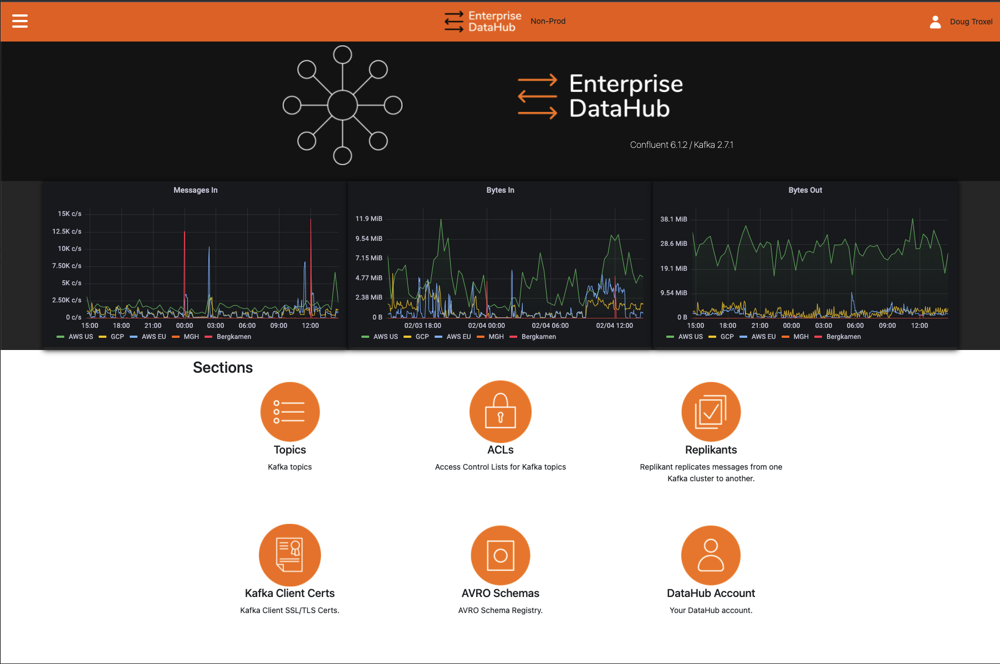 Enterprise
DataHub
Non-Prod
Doug Troxel
Enterprise
DataHub
Confluent 6.1.2 / Kafka 2.7.1
Messages In
15K c/s
12.5K c/s
10K c/s
7.50K c/s
5K c/s
2.50K c/s
0 c/s
15:00 18:00 21:00 00:00 03:00 06:00 09:00 12:00
AWS US GCP AWS EU MGH Bergkamen
Bytes In
11.9 MiB
9.54 MiB
7.15 MiB
4.77 MiB
2.38 MiB
0 B
02/03 18:00 02/04 00:00 02/04 06:00 02/04 12:00
AWS US GCP AWS EU MGH Bergkamen
Bytes Out
38.1 MiB
28.6 MiB
19.1 MiB
9.54 MiB
0 B
15:00 18:00 21:00 00:00 03:00 06:00 09:00 12:00
AWS US GCP AWS EU MGH Bergkamen
Sections
Topics
Kafka topics
ACLs
Access Control Lists for Kafka topics
Replikants
Replikant replicates messages from one
Kafka cluster to another.
Kafka Client Certs
Kafka Client SSL/TLS Certs.
AVRO Schemas
AVRO Schema Registry.
DataHub Account
Your DataHub account.